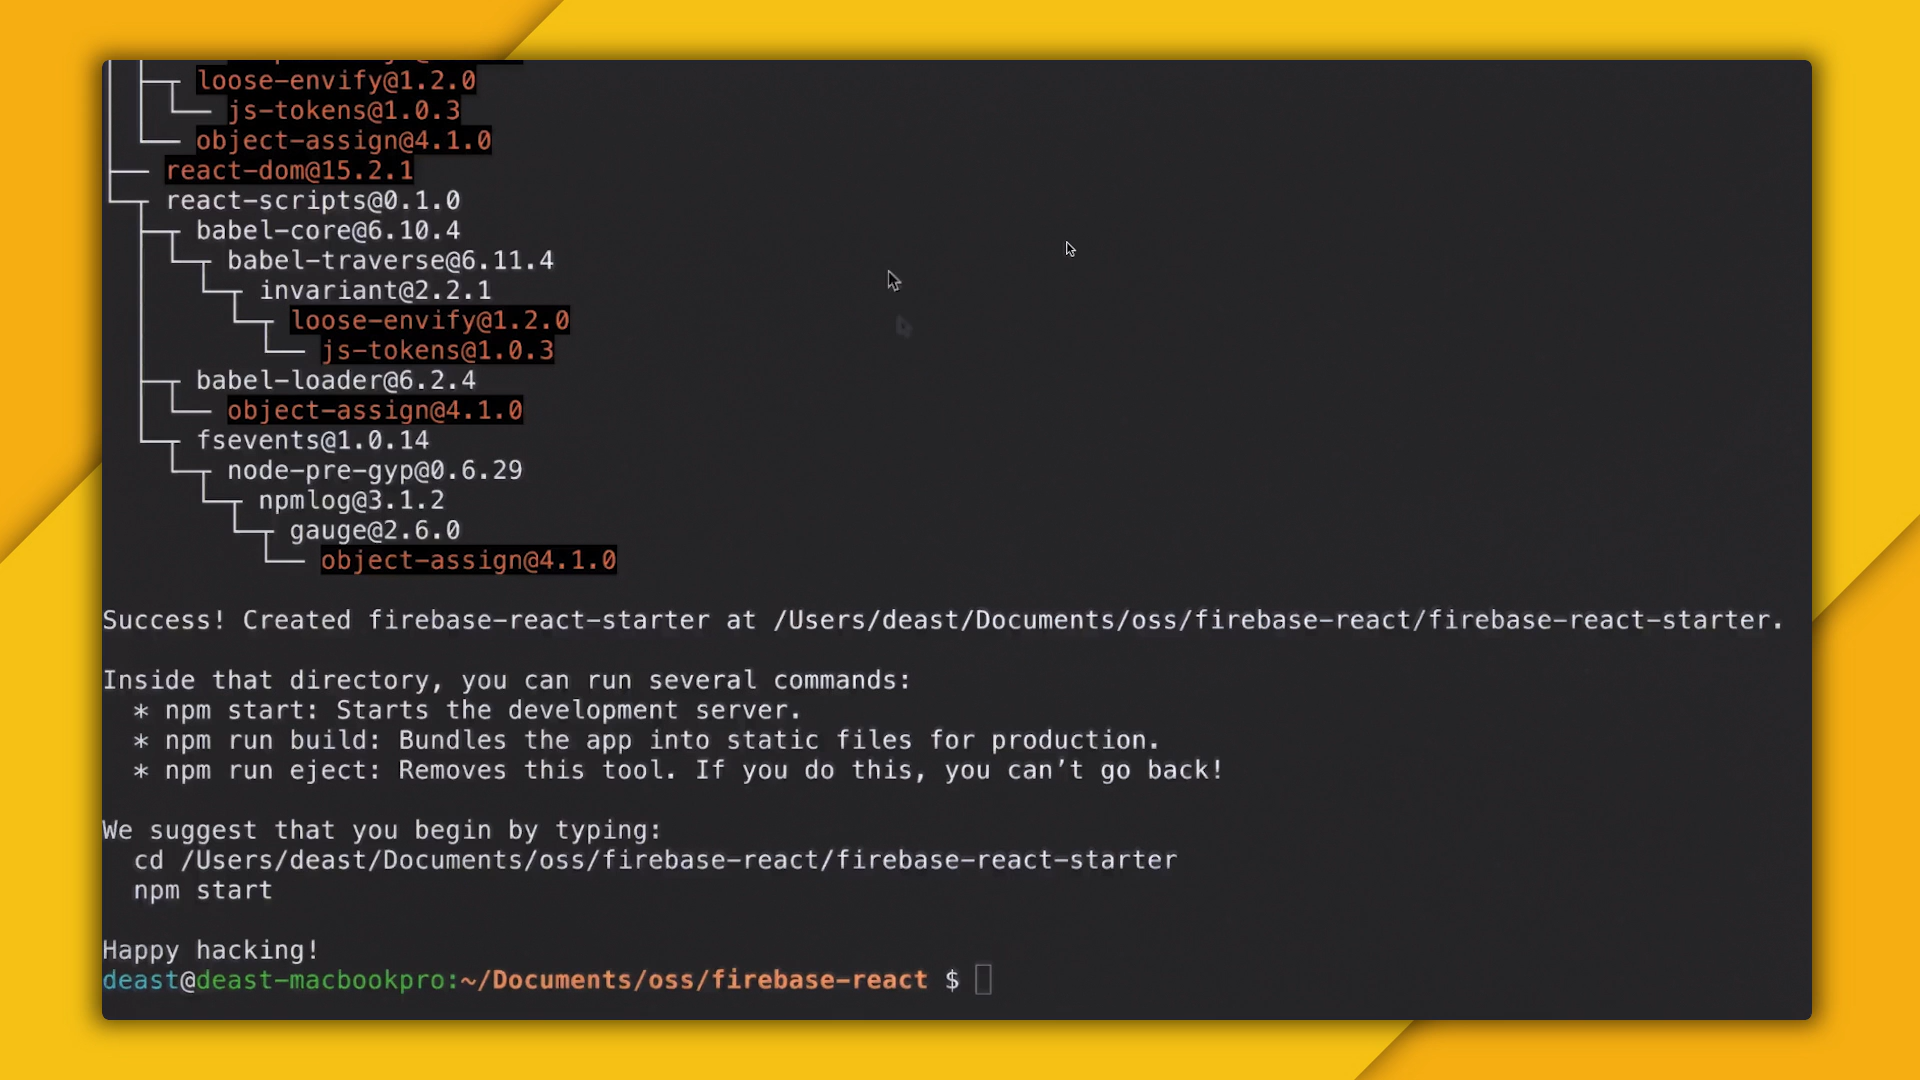 loose-envify@1.2.0
js-tokens@1.0.3
object-assign@4.1.0
react-dom@15.2.1
react-scripts@0.1.0
babel-core@6.10.4
babel-traverse@6.11.4
invariant@2.2.1
loose-envify@1.2.0
js-tokens@1.0.3
babel-loader@6.2.4
object-assign@4.1.0
fsevents@1.0.14
node-pre-gyp@0.6.29
npmlog@3.1.2
gauge@2.6.0
object-assign@4.1.0
Success! Created firebase-react-starter at /Users/deast/Documents/oss/firebase-react/firebase-react-starter.
Inside that directory, you can run several commands:
* npm start: Starts the development server.
* npm run build: Bundles the app into static files for production.
* npm run eject: Removes this tool. If you do this, you can’t go back!
We suggest that you begin by typing:
cd /Users/deast/Documents/oss/firebase-react/firebase-react-starter
npm start
Happy hacking!
deast@deast-macbookpro:~/Documents/oss/firebase-react $